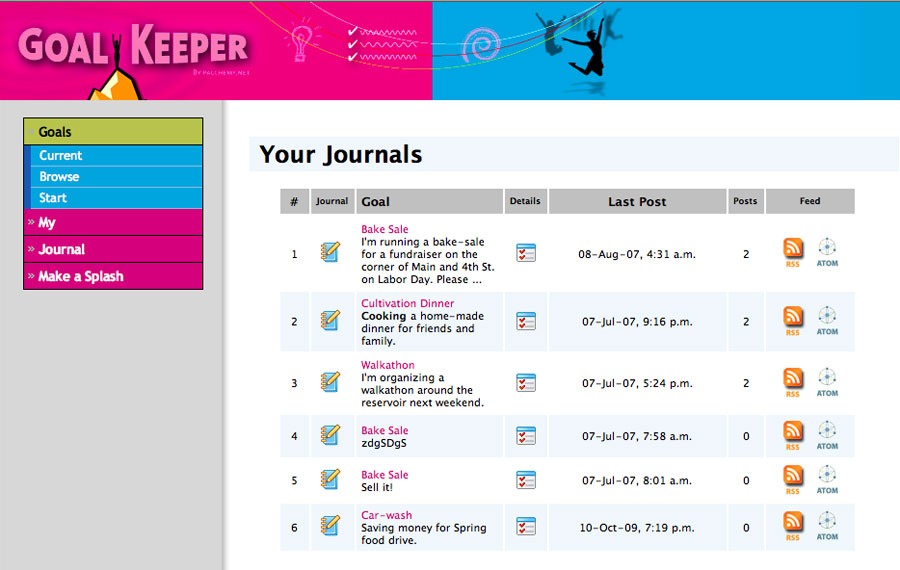 GOAL KEEPER
BY PALCHEMY.NET
Goals
Current
Browse
Start
» My
» Journal
» Make a Splash
Your Journals
# Journal Goal Details Last Post Posts Feed
Bake Sale
I'm running a bake-sale
for a fundraiser on the
corner of Main and 4th St.
on Labor Day. Please ...
1 08-Aug-07, 4:31 a.m. 2 RSS ATOM
Cultivation Dinner
Cooking a home-made
dinner for friends and
family.
2 07-Jul-07, 9:16 p.m. 2 RSS ATOM
Walkathon
I'm organizing a
walkathon around the
reservoir next weekend.
3 07-Jul-07, 5:24 p.m. 2 RSS ATOM
Bake Sale
zdgSDgS
4 07-Jul-07, 7:58 a.m. 0 RSS ATOM
Bake Sale
Sell it!
5 07-Jul-07, 8:01 a.m. 0 RSS ATOM
Car-wash
Saving money for Spring
food drive.
6 10-Oct-09, 7:19 p.m. 0 RSS ATOM